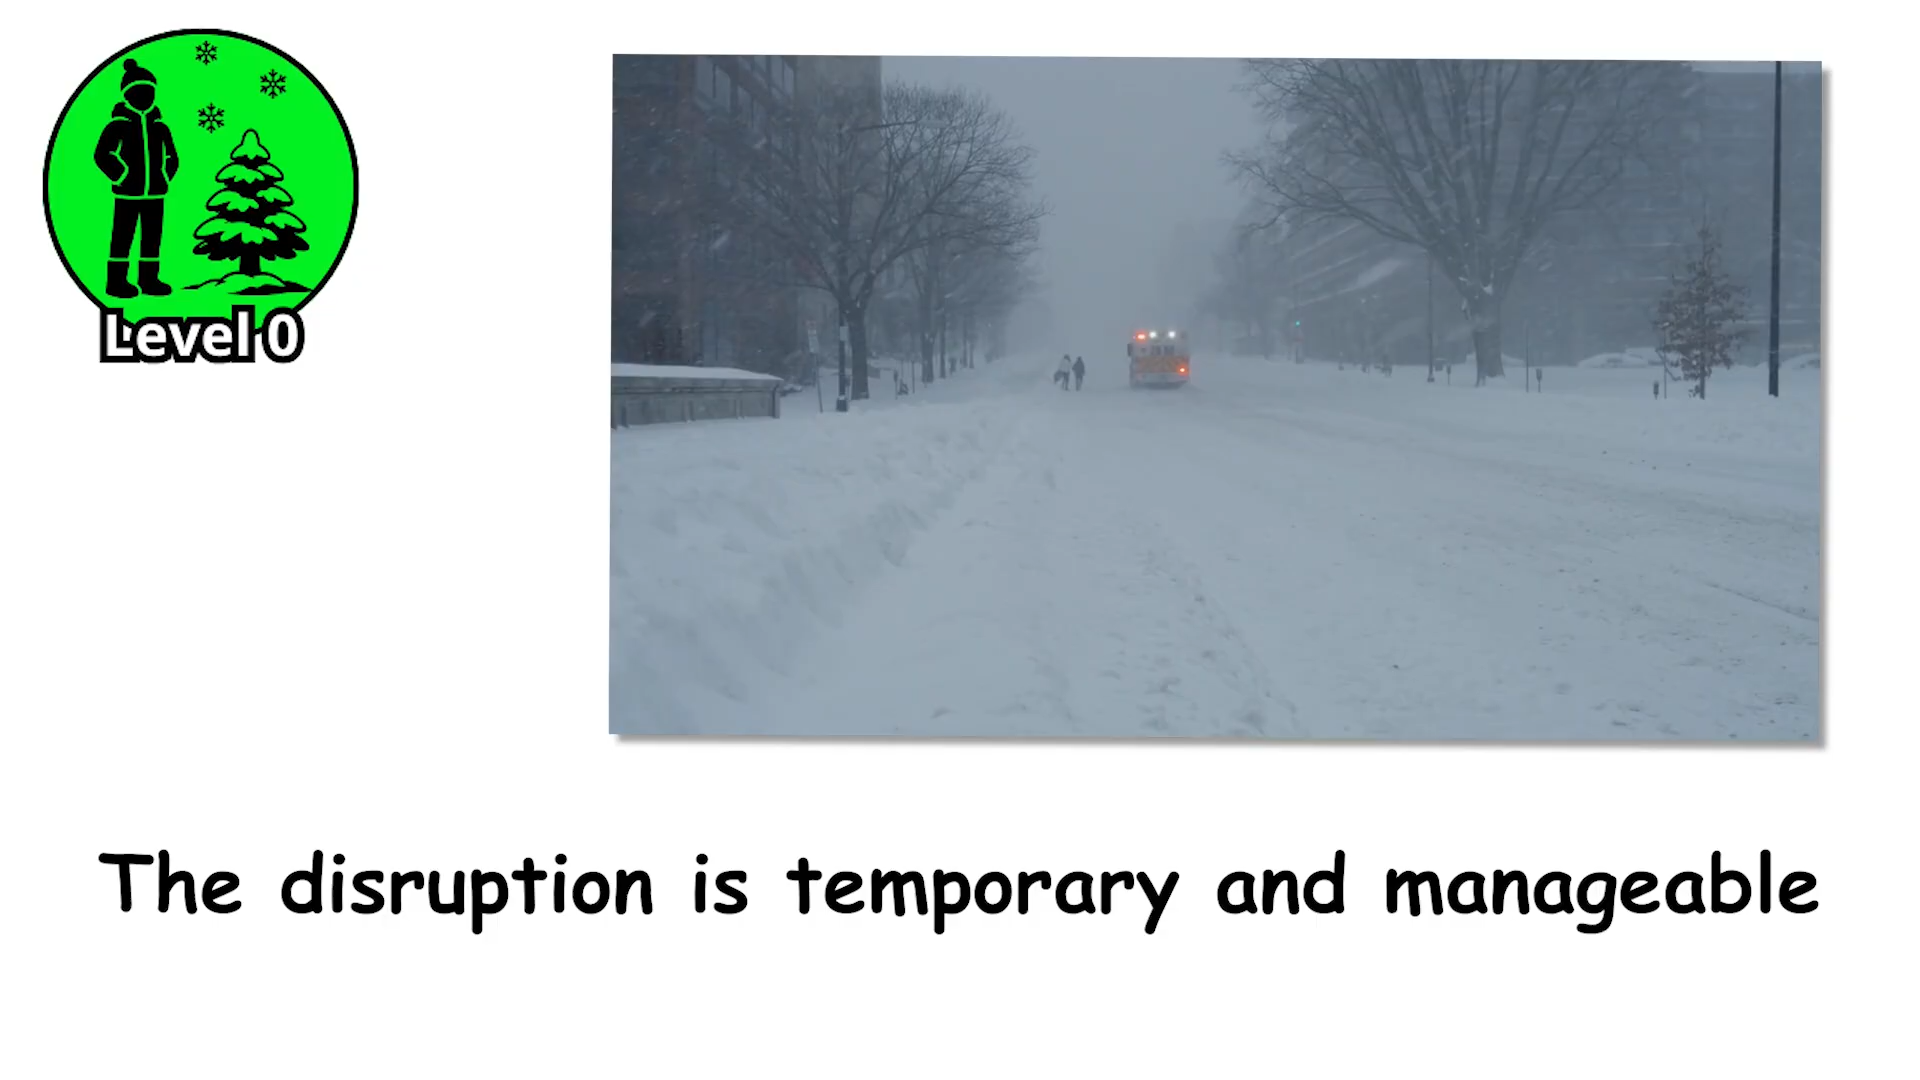 Level 0
The disruption is temporary and manageable